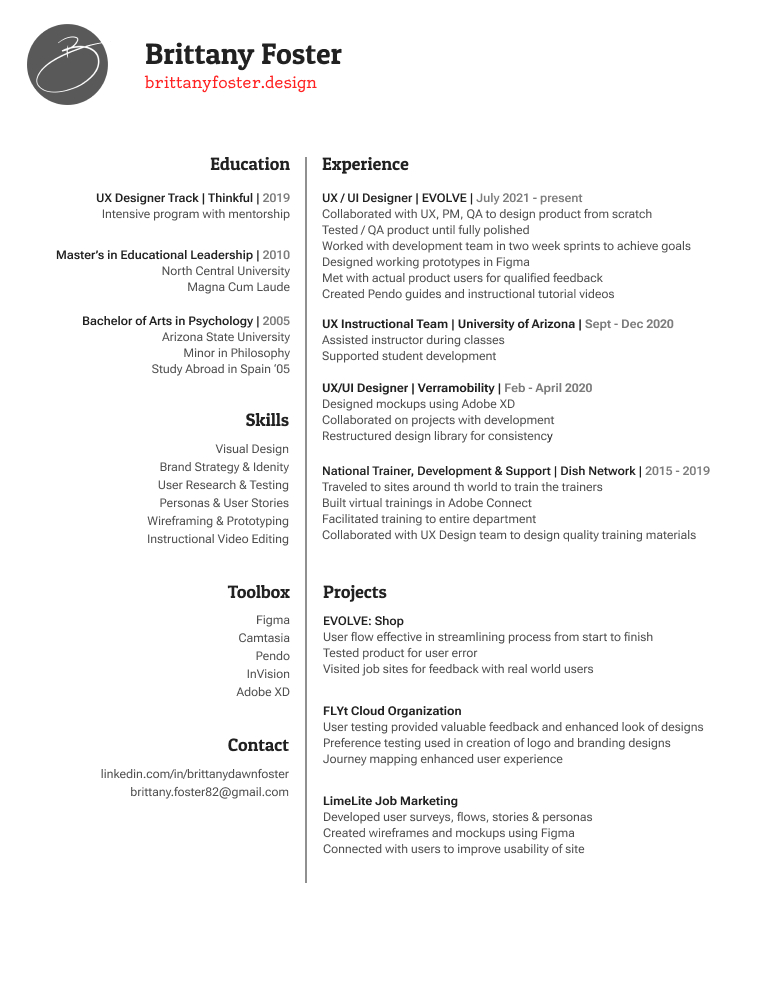 Brittany Foster
brittanyfoster.design
Education
UX Designer Track | Thinkful | 2019
Intensive program with mentorship
Master's in Educational Leadership | 2010
North Central University
Magna Cum Laude
Bachelor of Arts in Psychology | 2005
Arizona State University
Minor in Philosophy
Study Abroad in Spain '05
Skills
Visual Design
Brand Strategy & Idenity
User Research & Testing
Personas & User Stories
Wireframing & Prototyping
Instructional Video Editing
Toolbox
Figma
Camtasia
Pendo
InVision
Adobe XD
Contact
linkedin.com/in/brittanydawnfoster
brittany.foster82@gmail.com
Experience
UX / UI Designer | EVOLVE | July 2021 - present
Collaborated with UX, PM, QA to design product from scratch
Tested / QA product until fully polished
Worked with development team in two week sprints to achieve goals
Designed working prototypes in Figma
Met with actual product users for qualified feedback
Created Pendo guides and instructional tutorial videos
UX Instructional Team | University of Arizona | Sept - Dec 2020
Assisted instructor during classes
Supported student development
UX/UI Designer | Verramobility | Feb - April 2020
Designed mockups using Adobe XD
Collaborated on projects with development
Restructured design library for consistency
National Trainer, Development & Support | Dish Network | 2015 - 2019
Traveled to sites around th world to train the trainers
Built virtual trainings in Adobe Connect
Facilitated training to entire department
Collaborated with UX Design team to design quality training materials
Projects
EVOLVE: Shop
User flow effective in streamlining process from start to finish
Tested product for user error
Visited job sites for feedback with real world users
FLYt Cloud Organization
User testing provided valuable feedback and enhanced look of designs
Preference testing used in creation of logo and branding designs
Journey mapping enhanced user experience
LimeLite Job Marketing
Developed user surveys, flows, stories & personas
Created wireframes and mockups using Figma
Connected with users to improve usability of site